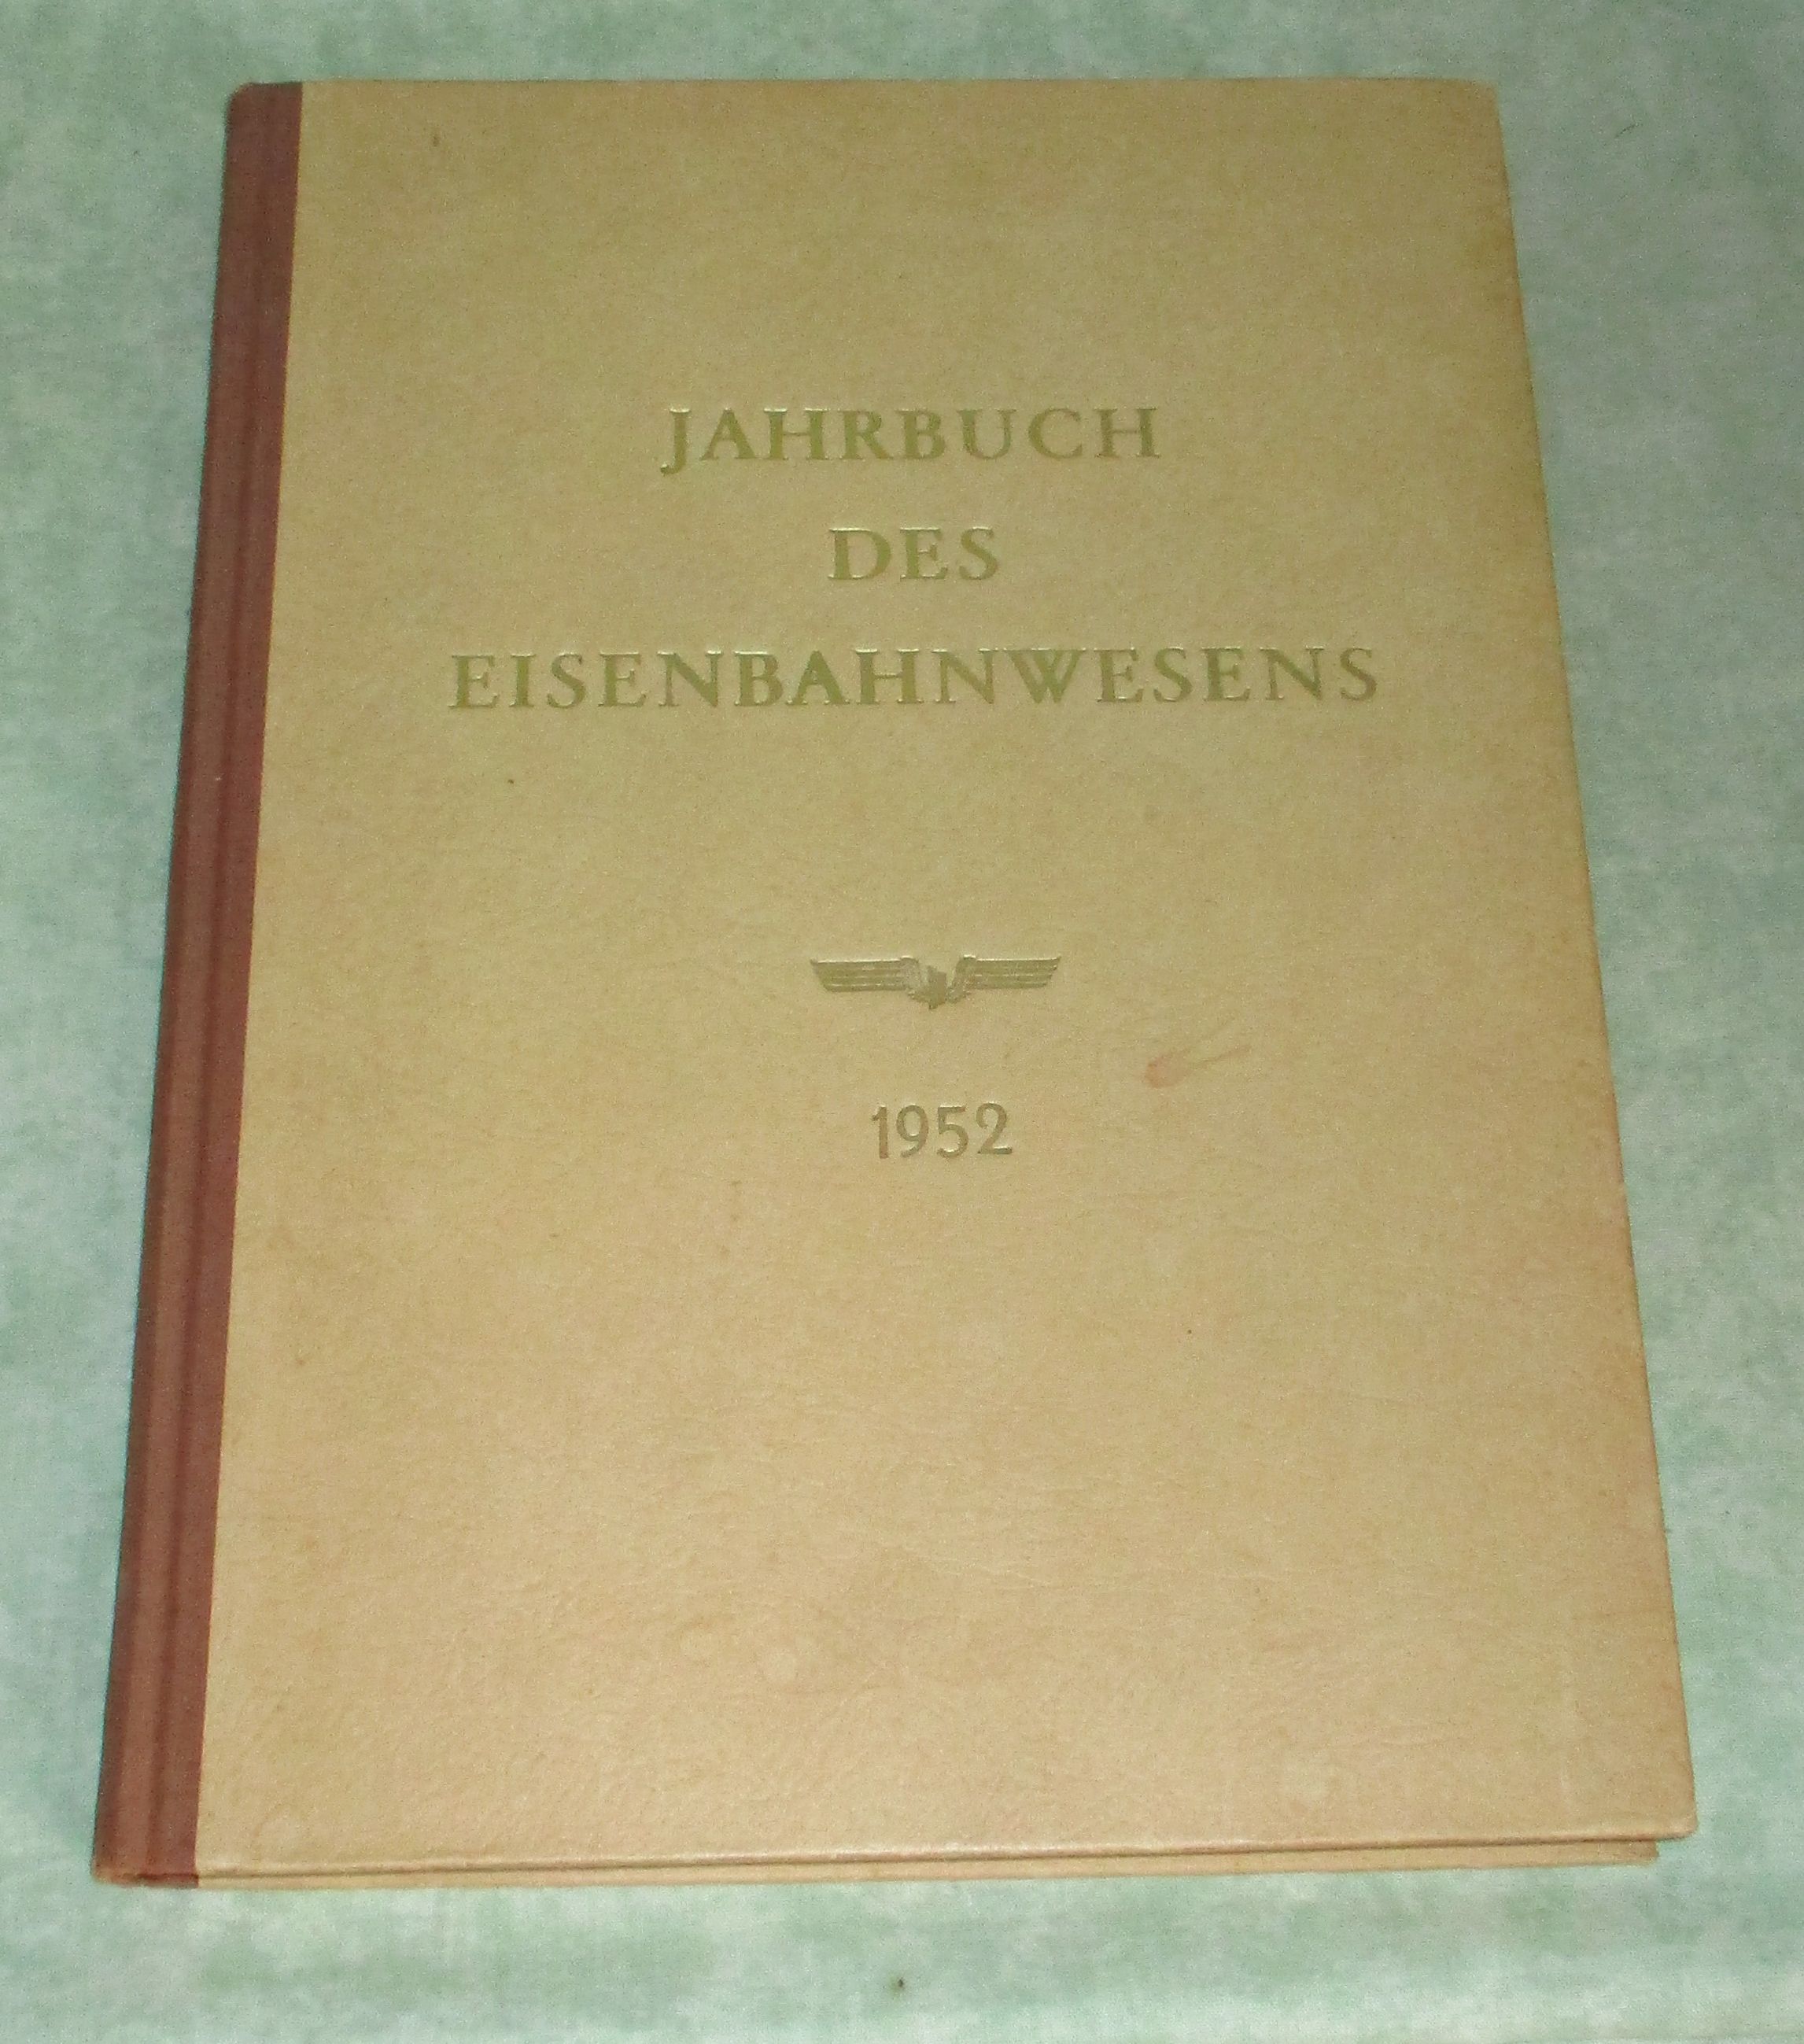 JAHRBUCH
DES
EISENBAHNWESENS
1952